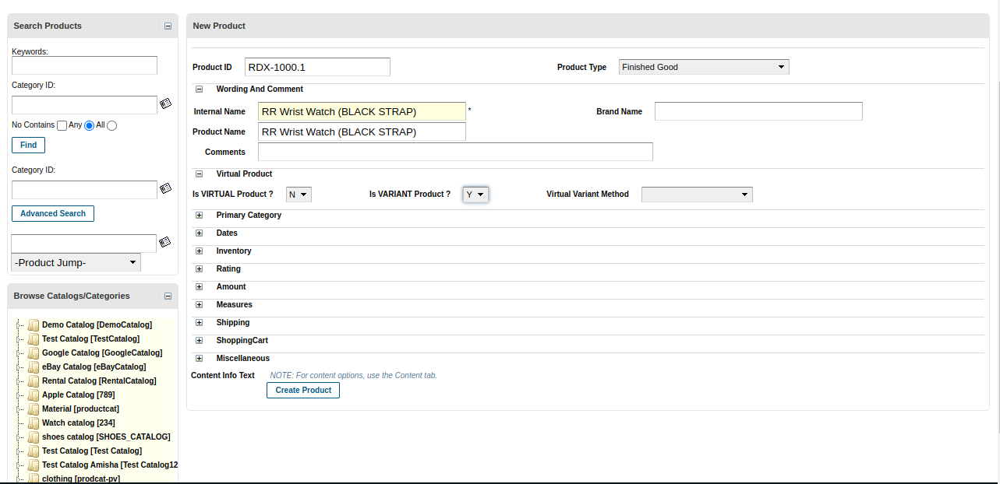 Search Products
Keywords:
Category ID:
No Contains Any All
Find
Category ID:
Advanced Search
-Product Jump-
Browse Catalogs/Categories
Demo Catalog [DemoCatalog]
Test Catalog [TestCatalog]
Google Catalog [GoogleCatalog]
eBay Catalog [eBayCatalog]
Rental Catalog [RentalCatalog]
Apple Catalog [789]
Material [productcat]
Watch catalog [234]
shoes catalog [SHOES_CATALOG]
Test Catalog [Test Catalog]
Test Catalog Amisha [Test Catalog12
clothing [prodcat-pv]
New Product
Product ID RDX-1000.1 Product Type Finished Good
Wording And Comment
Internal Name RR Wrist Watch (BLACK STRAP) * Brand Name
Product Name RR Wrist Watch (BLACK STRAP)
Comments
Virtual Product
Is VIRTUAL Product ? N Is VARIANT Product ? Y Virtual Variant Method
Primary Category
Dates
Inventory
Rating
Amount
Measures
Shipping
ShoppingCart
Miscellaneous
Content Info Text NOTE: For content options, use the Content tab.
Create Product